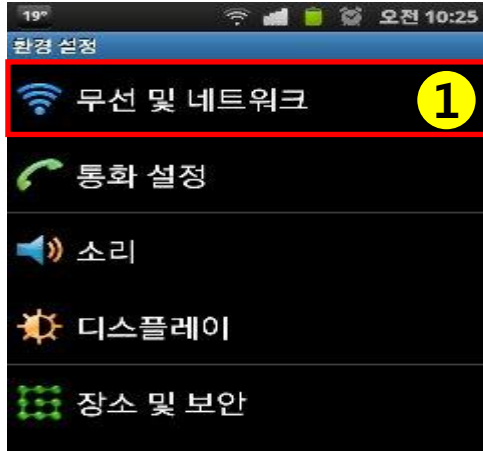 19°
오전 10:25
환경 설정
무선 및 네트워크
1
통화 설정
소리
디스플레이
장소 및 보안